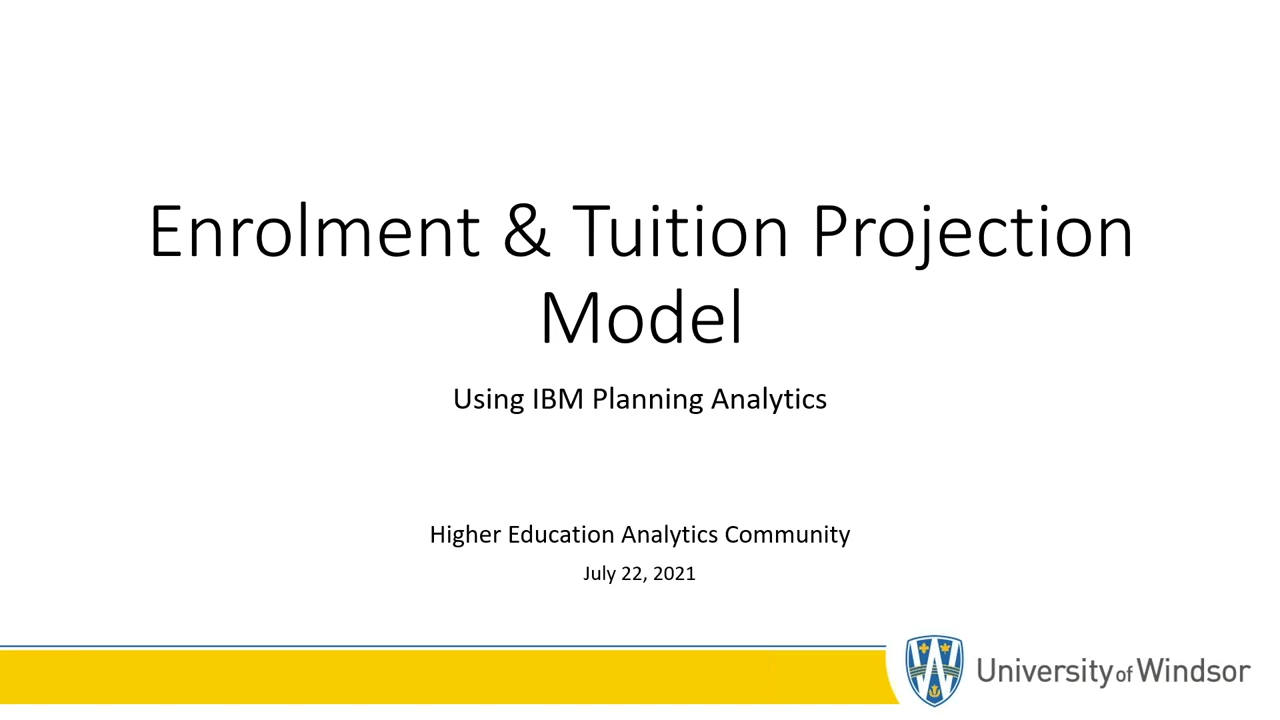 Enrolment & Tuition Projection
Model
Using IBM Planning Analytics
Higher Education Analytics Community
July 22, 2021
University of Windsor